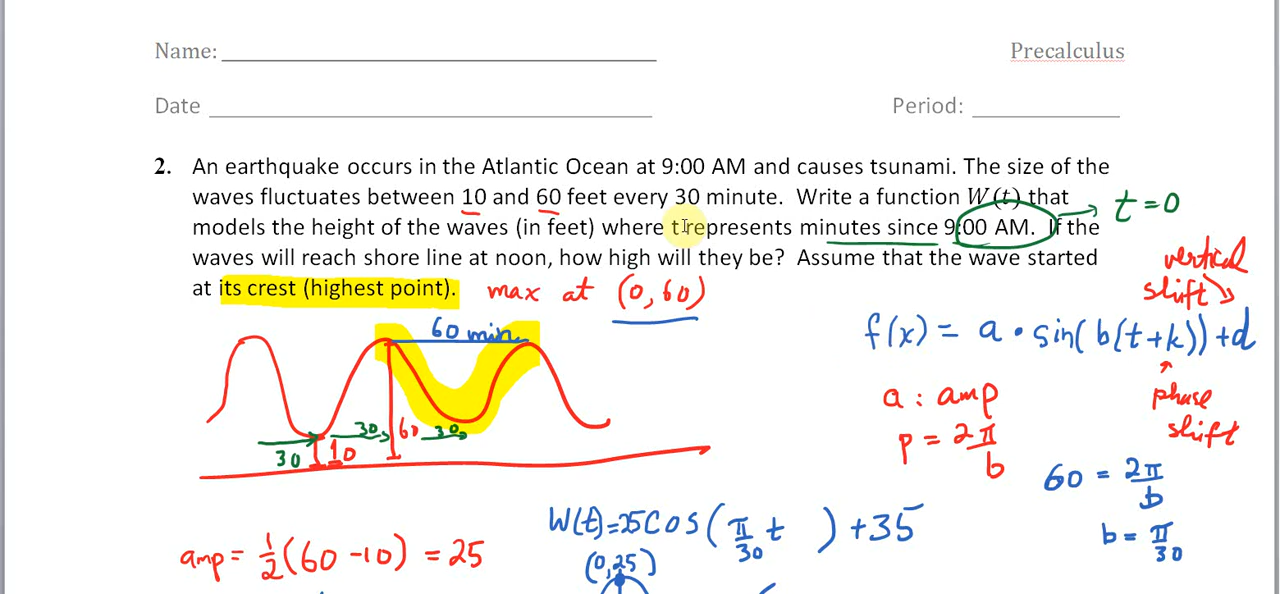 Name:
Precalculus
Date
Period:
2. An earthquake occurs in the Atlantic Ocean at 9:00 AM and causes tsunami. The size of the
waves fluctuates between 10 and 60 feet every 30 minute. Write a function W(t) that
models the height of the waves (in feet) where t represents minutes since 9:00 AM. If the
waves will reach shore line at noon, how high will they be? Assume that the wave started
at its crest (highest point).
t=0
max at (0,60)
vertical
shift
60 min
f(x) = a • sin(b(t+k))+d
a : amp
phase
shift
p = 2π/b
30
60
30
30
10
60 = 2π/b
W(t)=25cos(π/30 t )+35
b = π/30
amp = 1/2(60-10) = 25
(0,25)